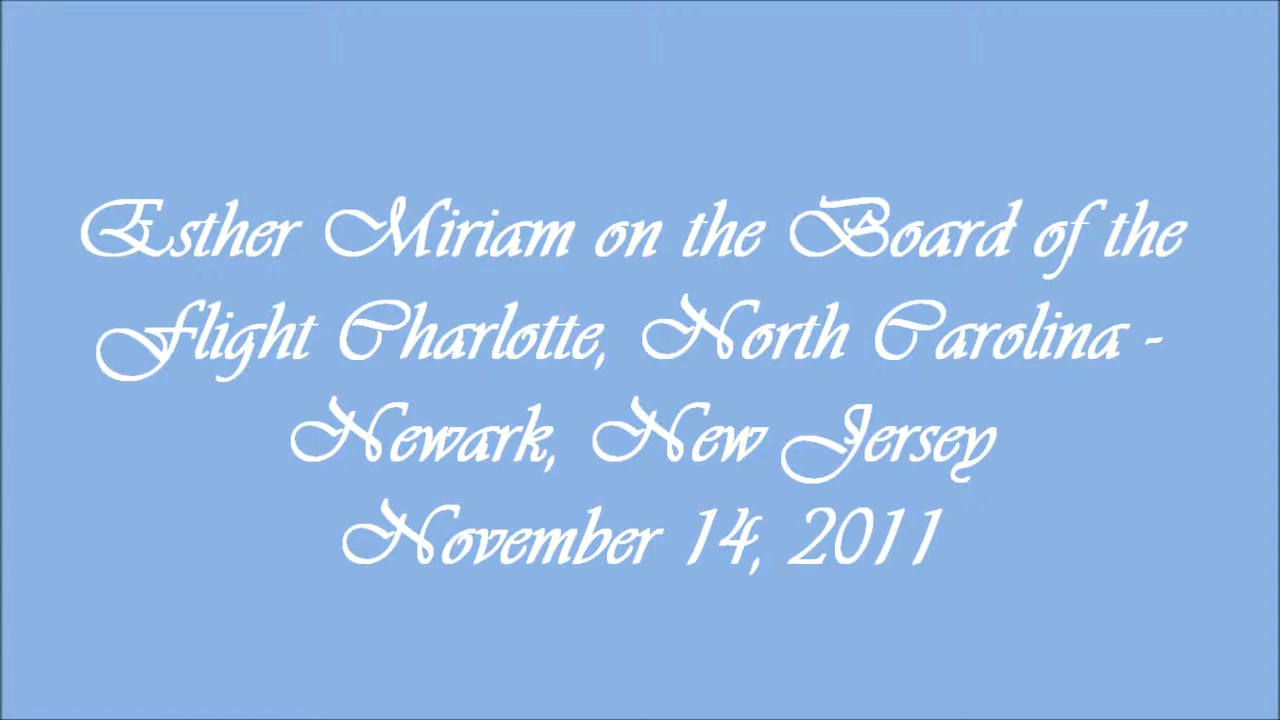 Esther Miriam on the Board of the
Flight Charlotte, North Carolina -
Newark, New Jersey
November 14, 2011